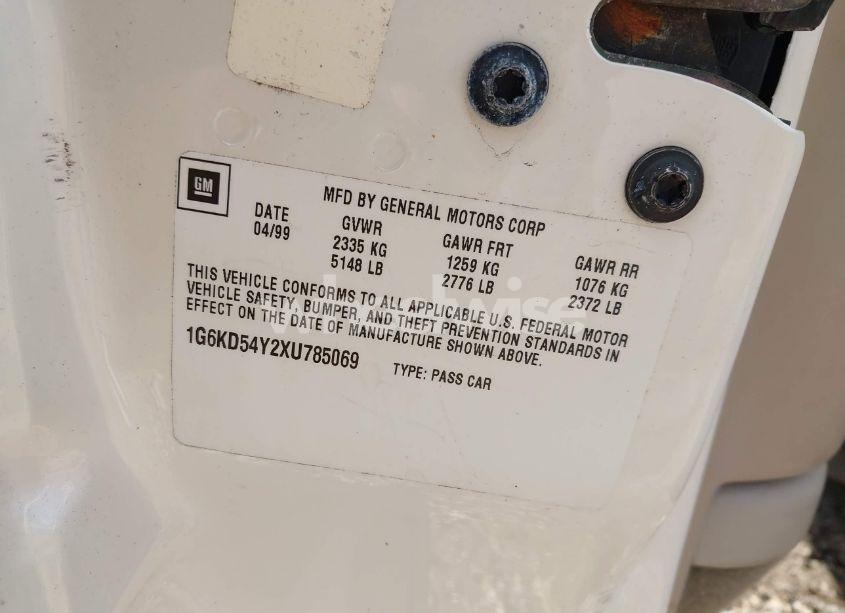 GM
MFD BY GENERAL MOTORS CORP
DATE GVWR GAWR FRT GAWR RR
04/99 2335 KG 1259 KG 1076 KG
5148 LB 2776 LB 2372 LB
THIS VEHICLE CONFORMS TO ALL APPLICABLE U.S. FEDERAL MOTOR
VEHICLE SAFETY, BUMPER, AND THEFT PREVENTION STANDARDS IN
EFFECT ON THE DATE OF MANUFACTURE SHOWN ABOVE.
1G6KD54Y2XU785069 TYPE: PASS CAR